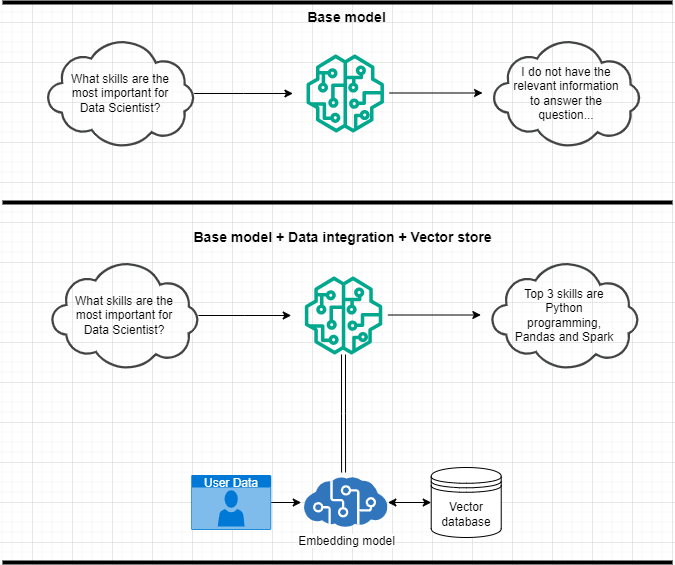 Base model
What skills are the
most important for
Data Scientist?
I do not have the
relevant information
to answer the
question...
Base model + Data integration + Vector store
What skills are the
most important for
Data Scientist?
Top 3 skills are
Python
programming,
Pandas and Spark
User Data
Embedding model
Vector
database